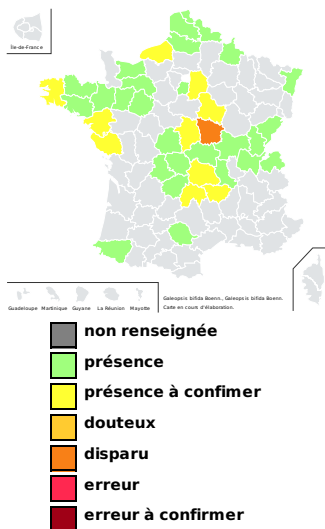 Île-de-France
Guadeloupe Martinique Guyane La Réunion Mayotte
Galeopsis bifida Boenn., Galeopsis bifida Boenn.
Carte en cours d'élaboration.
non renseignée
présence
présence à confimer
douteux
disparu
erreur
erreur à confirmer